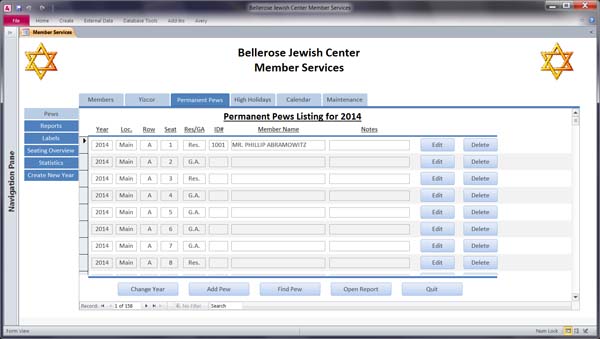 Bellerose Jewish Center Member Services
File Home Create External Data Database Tools Add-Ins Avery
Member Services
Bellerose Jewish Center
Member Services
Members Yizcor Permanent Pews High Holidays Calendar Maintenance
Pews
Reports
Labels
Seating Overview
Statistics
Create New Year
Navigation Pane
Permanent Pews Listing for 2014
Year Loc. Row Seat Res/GA ID# Member Name Notes
2014 Main A 1 Res. 1001 MR. PHILLIP ABRAMOWITZ Edit Delete
2014 Main A 2 G.A. Edit Delete
2014 Main A 3 Res. Edit Delete
2014 Main A 4 G.A. Edit Delete
2014 Main A 5 G.A. Edit Delete
2014 Main A 6 G.A. Edit Delete
2014 Main A 7 G.A. Edit Delete
2014 Main A 8 Res. Edit Delete
Change Year Add Pew Find Pew Open Report Quit
Record: 1 of 158 No Filter Search
Form View Num Lock